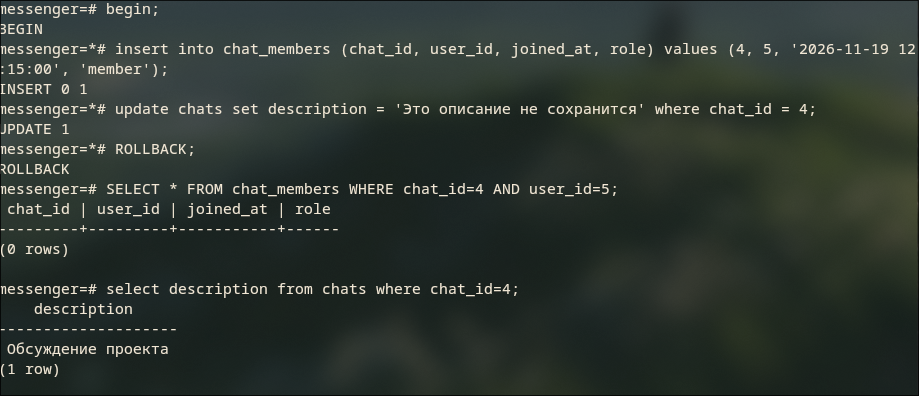 messenger=# begin;
BEGIN
messenger=*# insert into chat_members (chat_id, user_id, joined_at, role) values (4, 5, '2026-11-19 12
:15:00', 'member');
INSERT 0 1
messenger=*# update chats set description = 'Это описание не сохранится' where chat_id = 4;
UPDATE 1
messenger=*# ROLLBACK;
ROLLBACK
messenger=# SELECT * FROM chat_members WHERE chat_id=4 AND user_id=5;
 chat_id | user_id | joined_at | role
---------+---------+-----------+------
(0 rows)
messenger=# select description from chats where chat_id=4;
    description
--------------------
 Обсуждение проекта
(1 row)